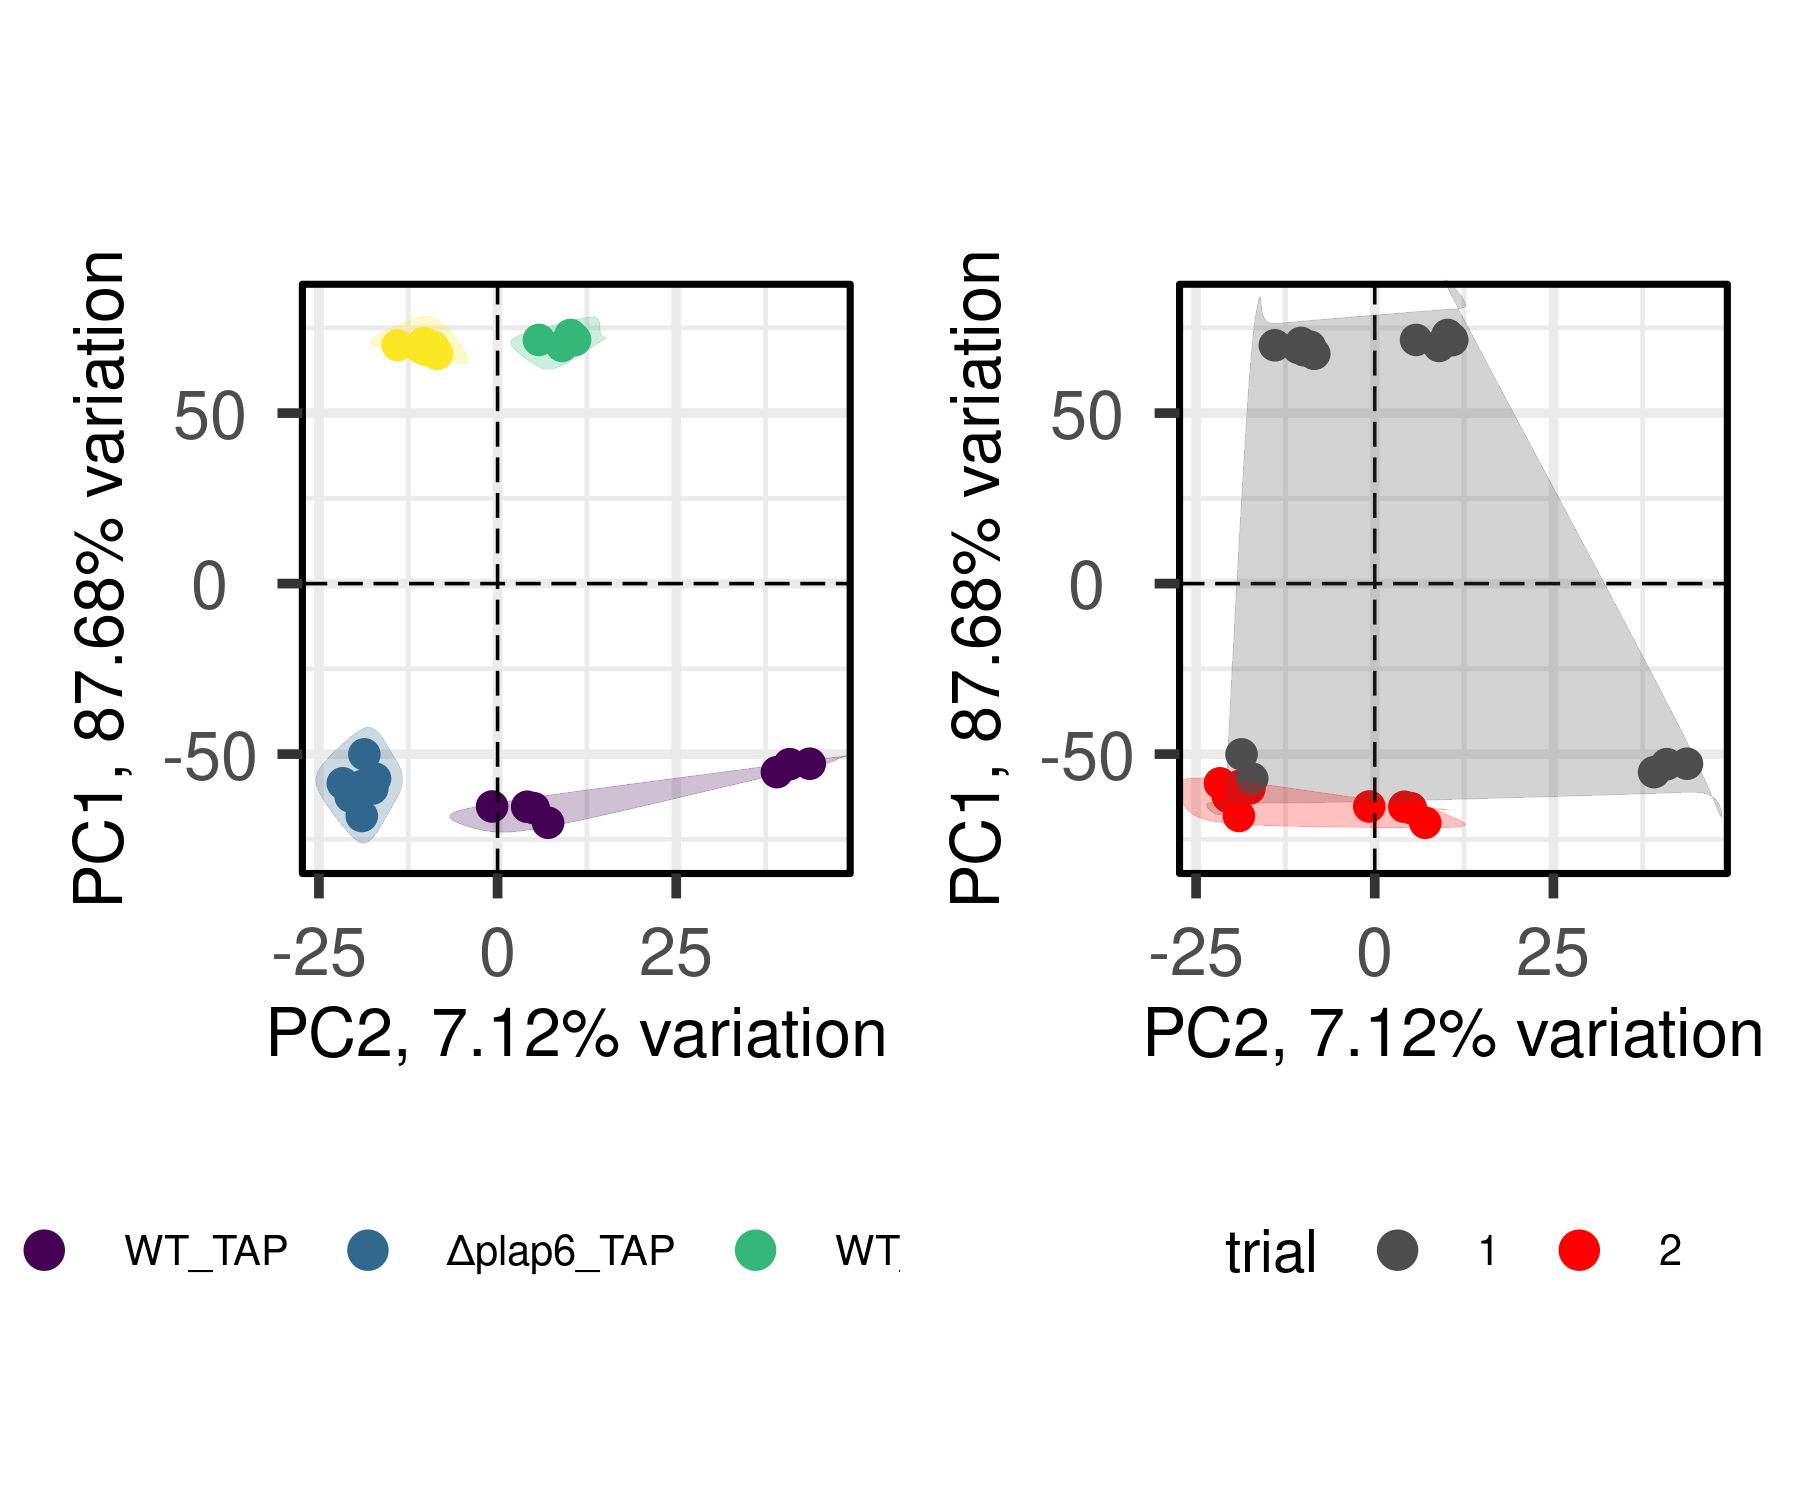 PC1, 87.68% variation
50
0
-50
-25 0 25
PC2, 7.12% variation
WT_TAP Δplap6_TAP WT_
PC1, 87.68% variation
50
0
-50
-25 0 25
PC2, 7.12% variation
trial 1 2